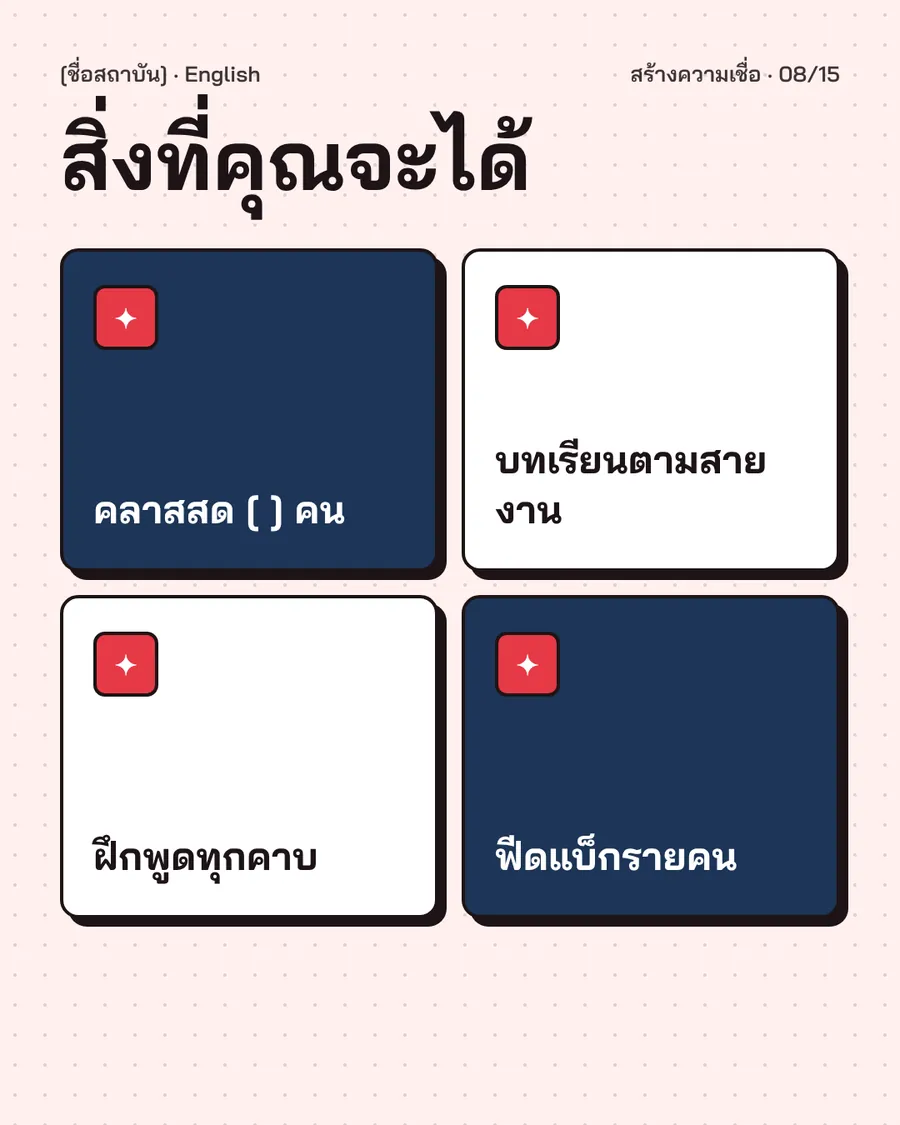 (ชื่อสถาบัน) · English
สร้างความเชื่อ · 08/15
สิ่งที่คุณจะได้
คลาสสด ( ) คน
บทเรียนตามสาย
งาน
ฝึกพูดทุกคาบ
ฟีดแบ็กรายคน